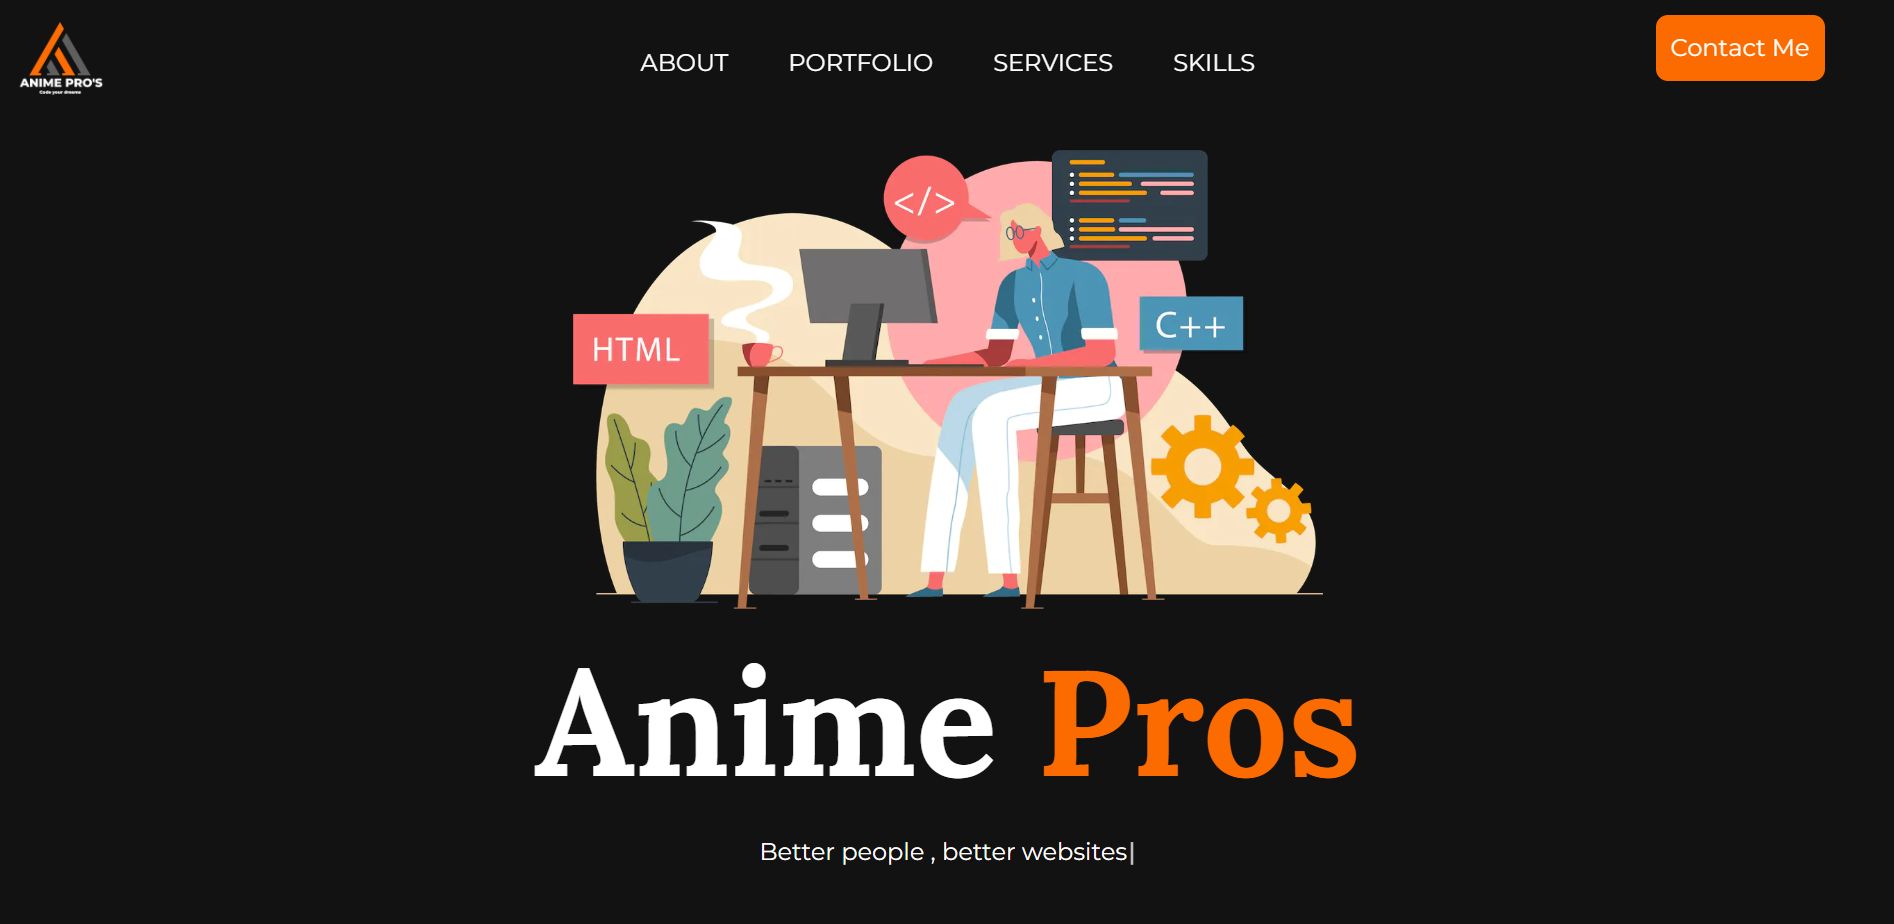 ANIME PRO'S
Code your dreams
ABOUT PORTFOLIO SERVICES SKILLS
Contact Me
</>
HTML
C++
Anime Pros
Better people , better websites|